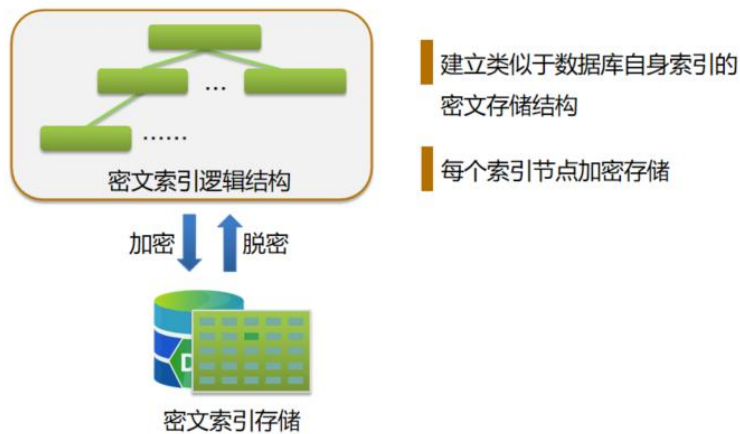 建立类似于数据库自身索引的
密文存储结构
每个索引节点加密存储
...
......
密文索引逻辑结构
加密
脱密
D
密文索引存储